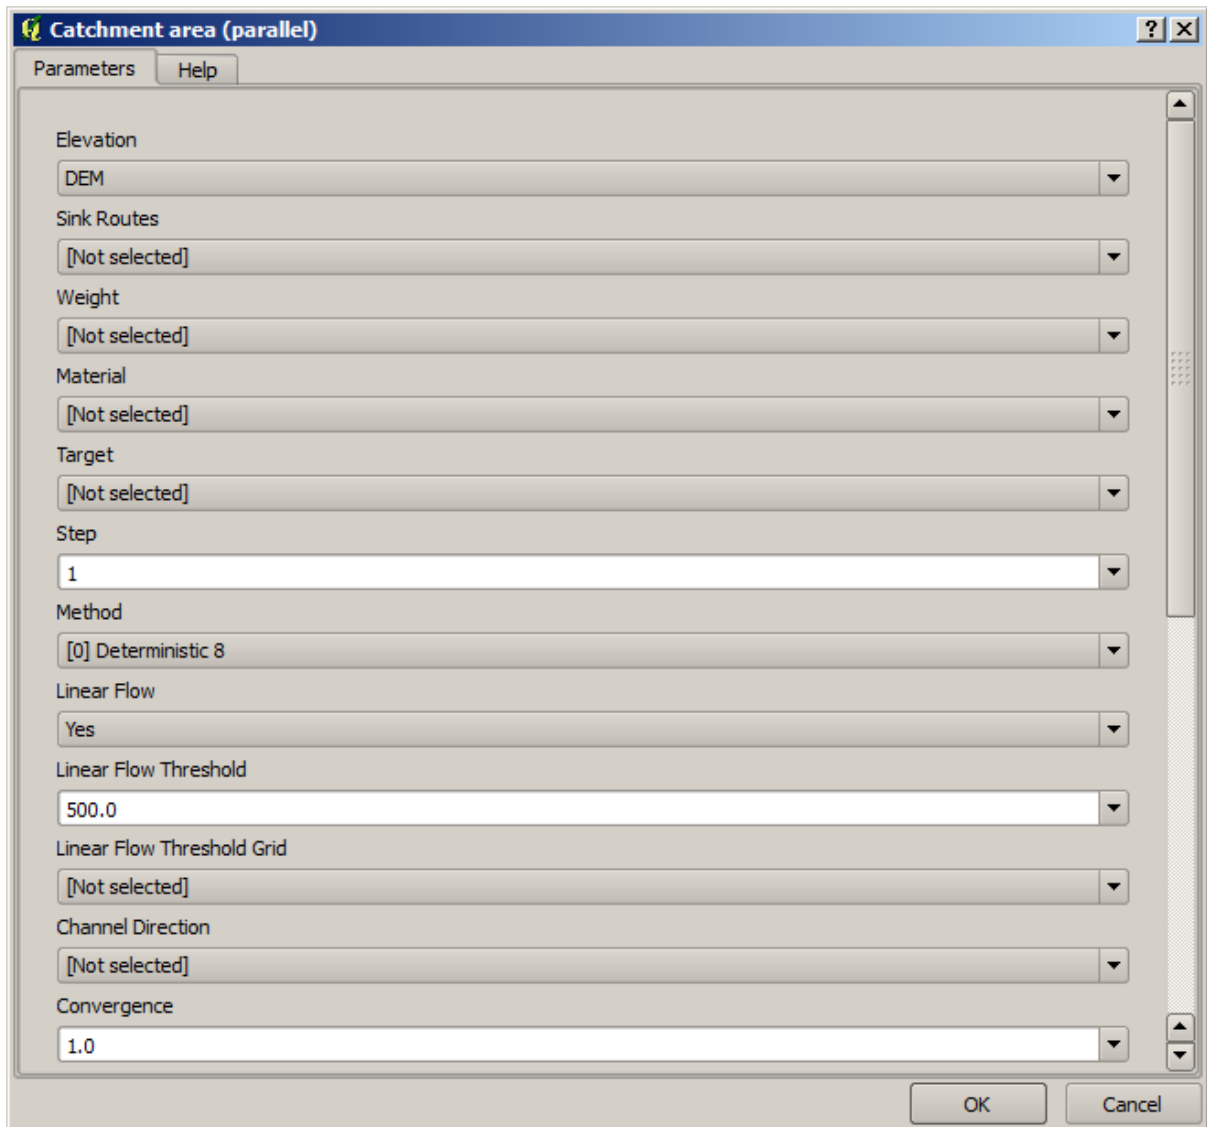 Catchment area (parallel)
Parameters Help
Elevation
DEM
Sink Routes
[Not selected]
Weight
[Not selected]
Material
[Not selected]
Target
[Not selected]
Step
1
Method
[0] Deterministic 8
Linear Flow
Yes
Linear Flow Threshold
500.0
Linear Flow Threshold Grid
[Not selected]
Channel Direction
[Not selected]
Convergence
1.0
OK Cancel